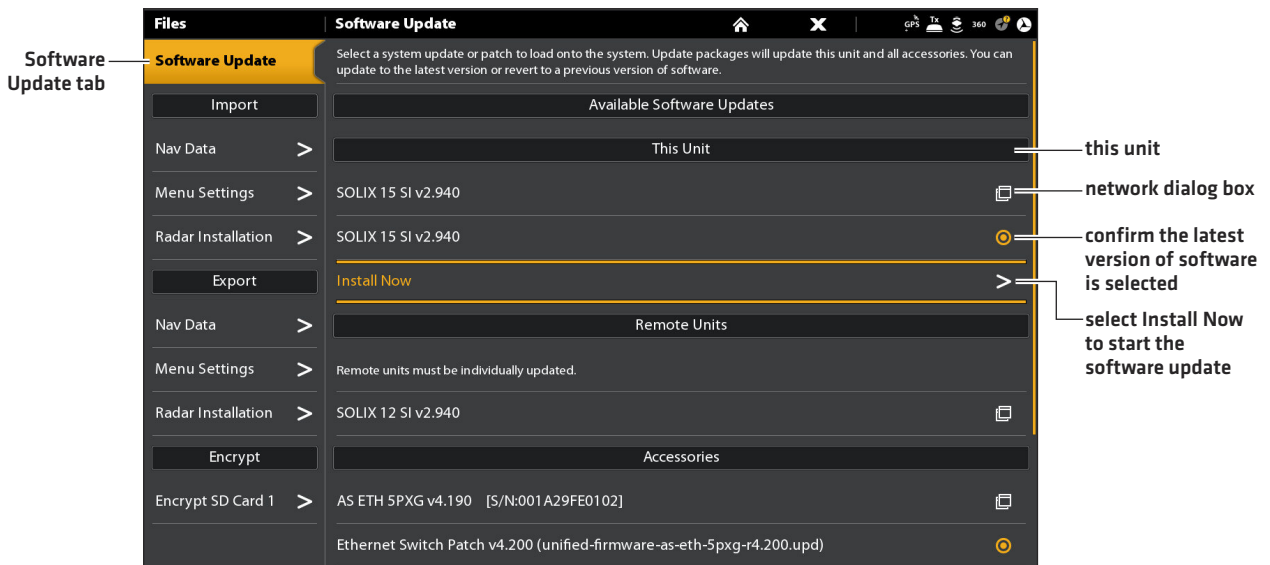 Files
Software Update
GPS Tx 360
Software Update tab
Software Update
Select a system update or patch to load onto the system. Update packages will update this unit and all accessories. You can
update to the latest version or revert to a previous version of software.
Import
Available Software Updates
Nav Data >
This Unit
this unit
Menu Settings >
SOLIX 15 SI v2.940
network dialog box
Radar Installation >
SOLIX 15 SI v2.940
confirm the latest
version of software
is selected
Export
Install Now >
select Install Now
to start the
software update
Nav Data >
Remote Units
Menu Settings >
Remote units must be individually updated.
Radar Installation >
SOLIX 12 SI v2.940
Encrypt
Accessories
Encrypt SD Card 1 >
AS ETH 5PXG v4.190 [S/N:001A29FE0102]
Ethernet Switch Patch v4.200 (unified-firmware-as-eth-5pxg-r4.200.upd)